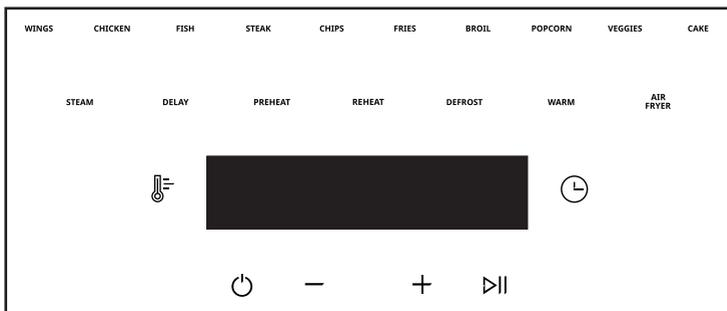 WINGS CHICKEN FISH STEAK CHIPS FRIES BROIL POPCORN VEGGIES CAKE
STEAM DELAY PREHEAT REHEAT DEFROST WARM AIR FRYER